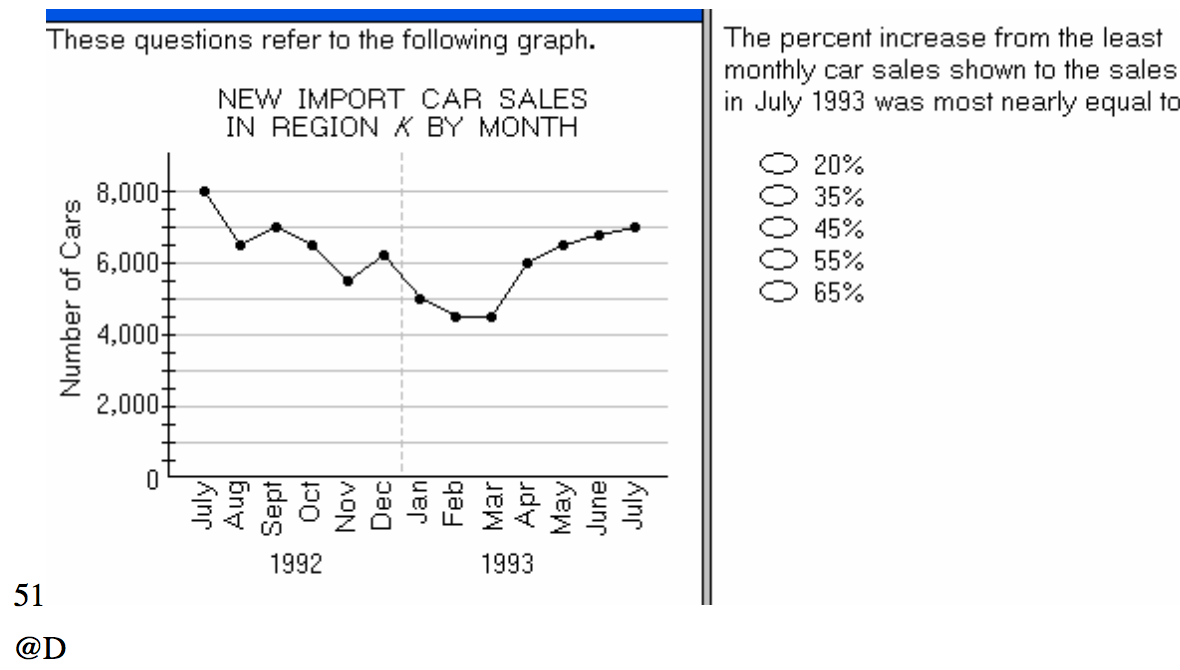 These questions refer to the following graph.
NEW IMPORT CAR SALES
IN REGION K BY MONTH
Number of Cars
8,000
6,000
4,000
2,000
0
July
Aug
Sept
Oct
Nov
Dec
Jan
Feb
Mar
Apr
May
June
July
1992
1993
The percent increase from the least
monthly car sales shown to the sales
in July 1993 was most nearly equal to
20%
35%
45%
55%
65%
51
@D